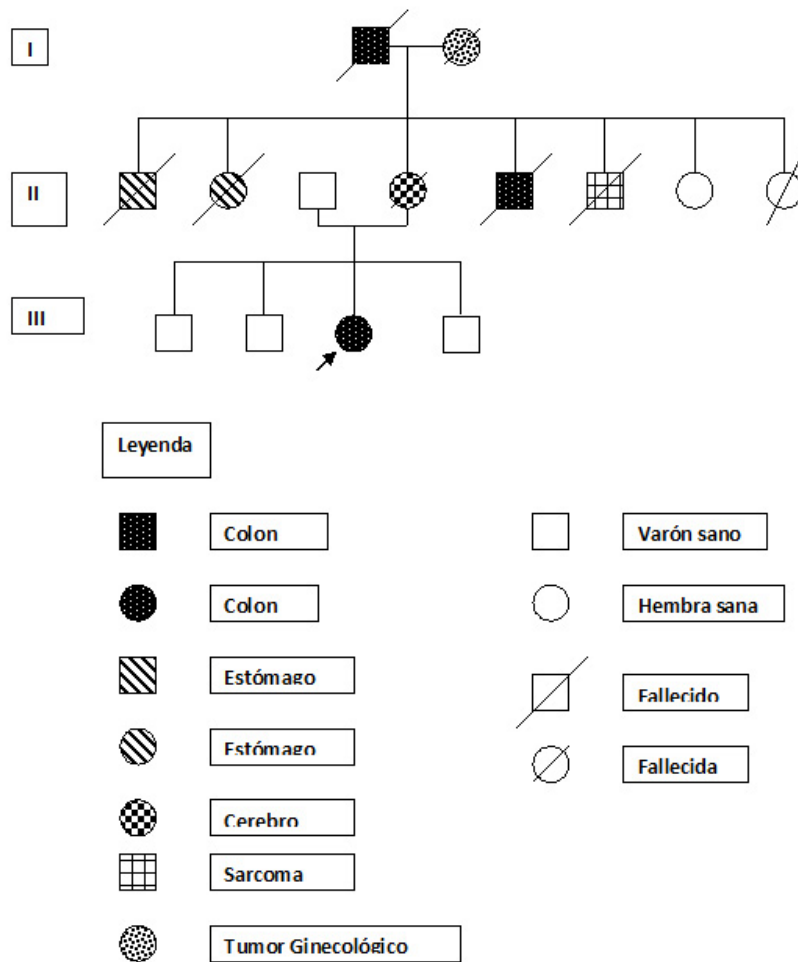 I
II
III
Leyenda
Colon
Varón sano
Colon
Hembra sana
Estómago
Fallecido
Estómago
Fallecida
Cerebro
Sarcoma
Tumor Ginecológico